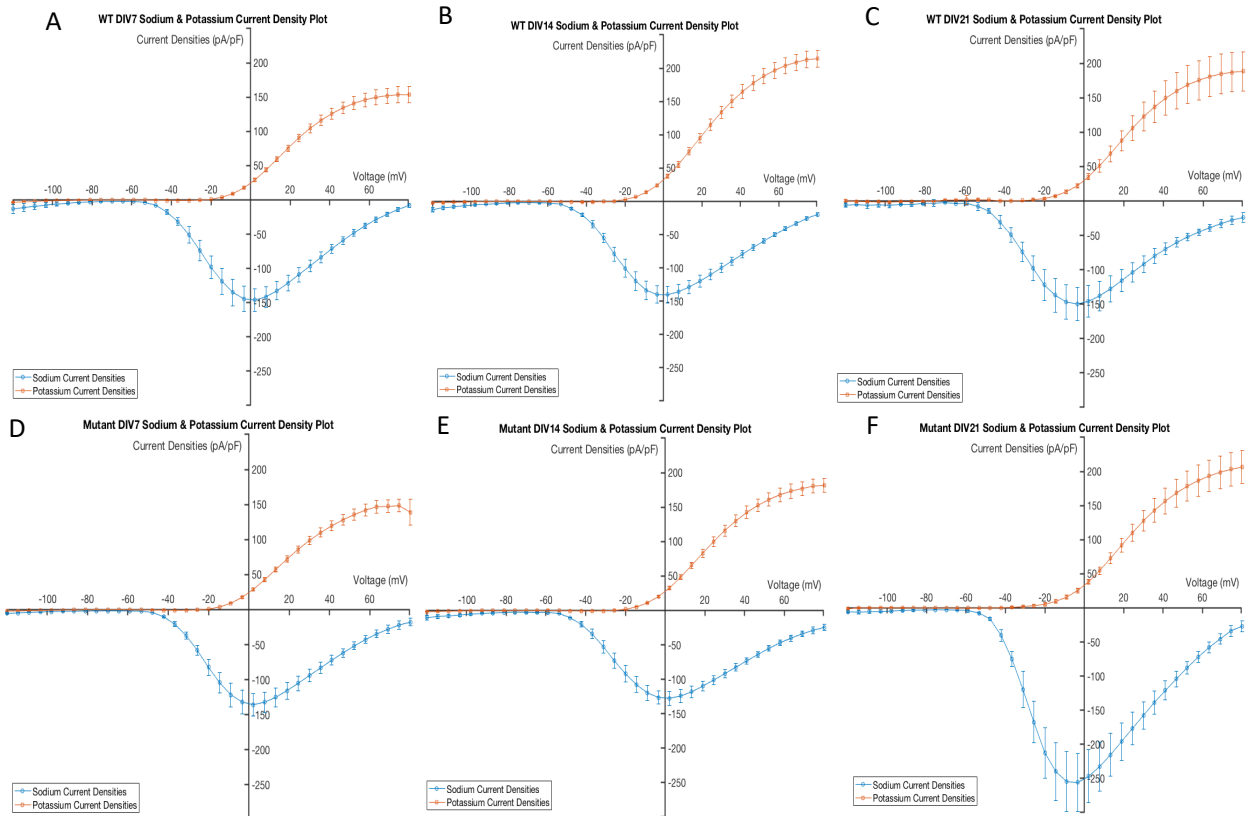 A
WT DIV7 Sodium & Potassium Current Density Plot
Current Densities (pA/pF)
200
150
100
50
-100 -80 -60 -40 -20 20 40 60
Voltage (mV)
-50
-100
-150
-200
-250
Sodium Current Densities
Potassium Current Densities
B
WT DIV14 Sodium & Potassium Current Density Plot
Current Densities (pA/pF)
200
150
100
50
-100 -80 -60 -40 -20 20 40 60
Voltage (mV)
-50
-100
-150
-200
-250
Sodium Current Densities
Potassium Current Densities
C
WT DIV21 Sodium & Potassium Current Density Plot
Current Densities (pA/pF)
200
150
100
50
-100 -80 -60 -40 -20 20 40 60
Voltage (mV)
-50
-100
-150
-200
-250
Sodium Current Densities
Potassium Current Densities
D
Mutant DIV7 Sodium & Potassium Current Density Plot
Current Densities (pA/pF)
200
150
100
50
-100 -80 -60 -40 -20 20 40 60
Voltage (mV)
-50
-100
-150
-200
-250
Sodium Current Densities
Potassium Current Densities
E
Mutant DIV14 Sodium & Potassium Current Density Plot
Current Densities (pA/pF)
200
150
100
50
-100 -80 -60 -40 -20 20 40 60
Voltage (mV)
-50
-100
-150
-200
-250
Sodium Current Densities
Potassium Current Densities
F
Mutant DIV21 Sodium & Potassium Current Density Plot
Current Densities (pA/pF)
200
150
100
50
-100 -80 -60 -40 -20 20 40 60
Voltage (mV)
-50
-100
-150
-200
-250
Sodium Current Densities
Potassium Current Densities